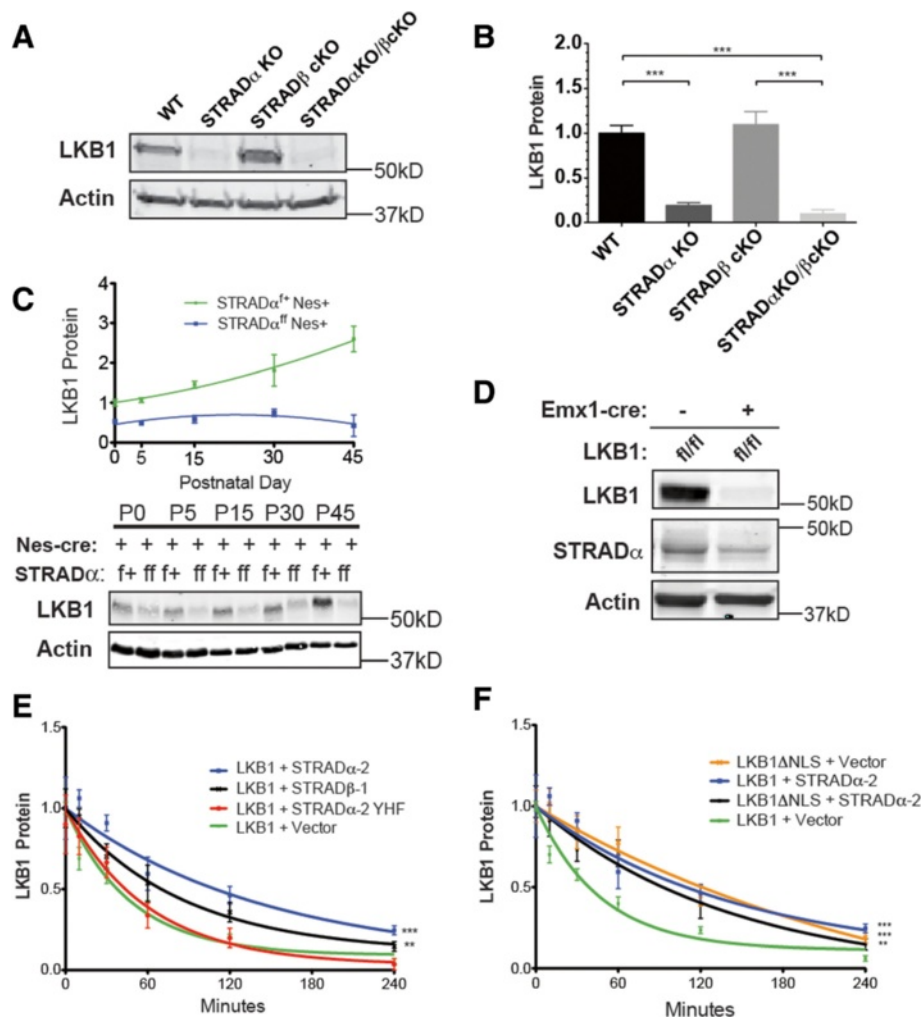 A
WT
STRADα KO
STRADβ cKO
STRADαKO/βcKO
LKB1
50kD
Actin
37kD
B
***
***
***
LKB1 Protein
2.0
1.5
1.0
0.5
0.0
WT
STRADα KO
STRADβ cKO
STRADαKO/βcKO
C
STRADαf+ Nes+
STRADαff Nes+
LKB1 Protein
4
3
2
1
0
0 5 15 30 45
Postnatal Day
P0 P5 P15 P30 P45
Nes-cre: + + + + + + + + + +
STRADα: f+ ff f+ ff f+ ff f+ ff f+ ff
LKB1
50kD
Actin
37kD
D
Emx1-cre: - +
LKB1: fl/fl fl/fl
LKB1
50kD
50kD
STRADα
Actin
37kD
E
LKB1 Protein
1.5
1.0
0.5
0.0
LKB1 + STRADα-2
LKB1 + STRADβ-1
LKB1 + STRADα-2 YHF
LKB1 + Vector
***
**
0 60 120 180 240
Minutes
F
LKB1 Protein
1.5
1.0
0.5
0.0
LKB1ΔNLS + Vector
LKB1 + STRADα-2
LKB1ΔNLS + STRADα-2
LKB1 + Vector
***
***
**
0 60 120 180 240
Minutes